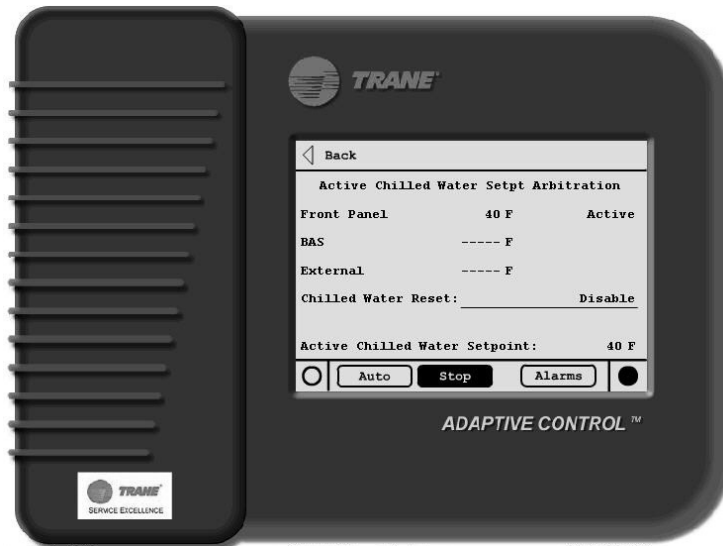 TRANE®
Back
Active Chilled Water Setpt Arbitration
Front Panel 40 F Active
BAS ----- F
External ----- F
Chilled Water Reset: Disable
Active Chilled Water Setpoint: 40 F
Auto Stop Alarms
ADAPTIVE CONTROL ™
TRANE®
SERVICE EXCELLENCE